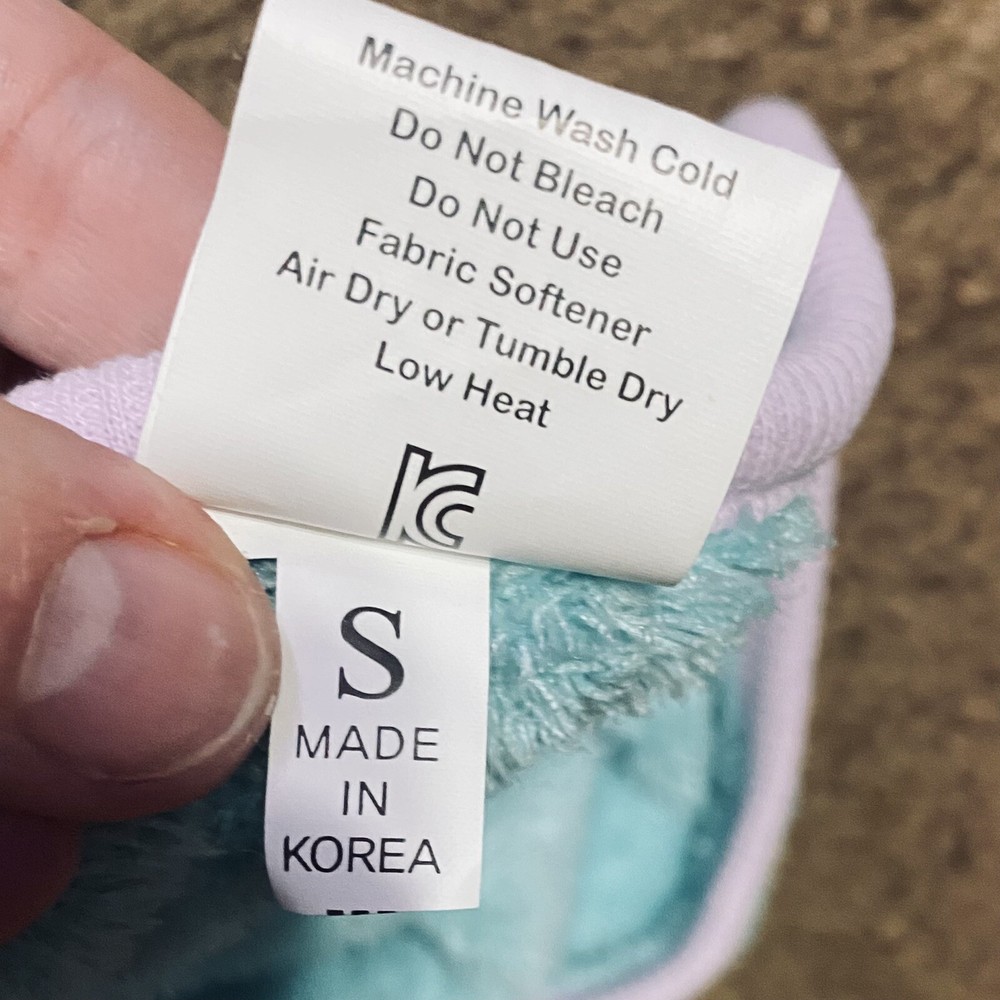 Machine Wash Cold
Do Not Bleach
Do Not Use
Fabric Softener
Air Dry or Tumble Dry
Low Heat
KC
S
MADE
IN
KOREA